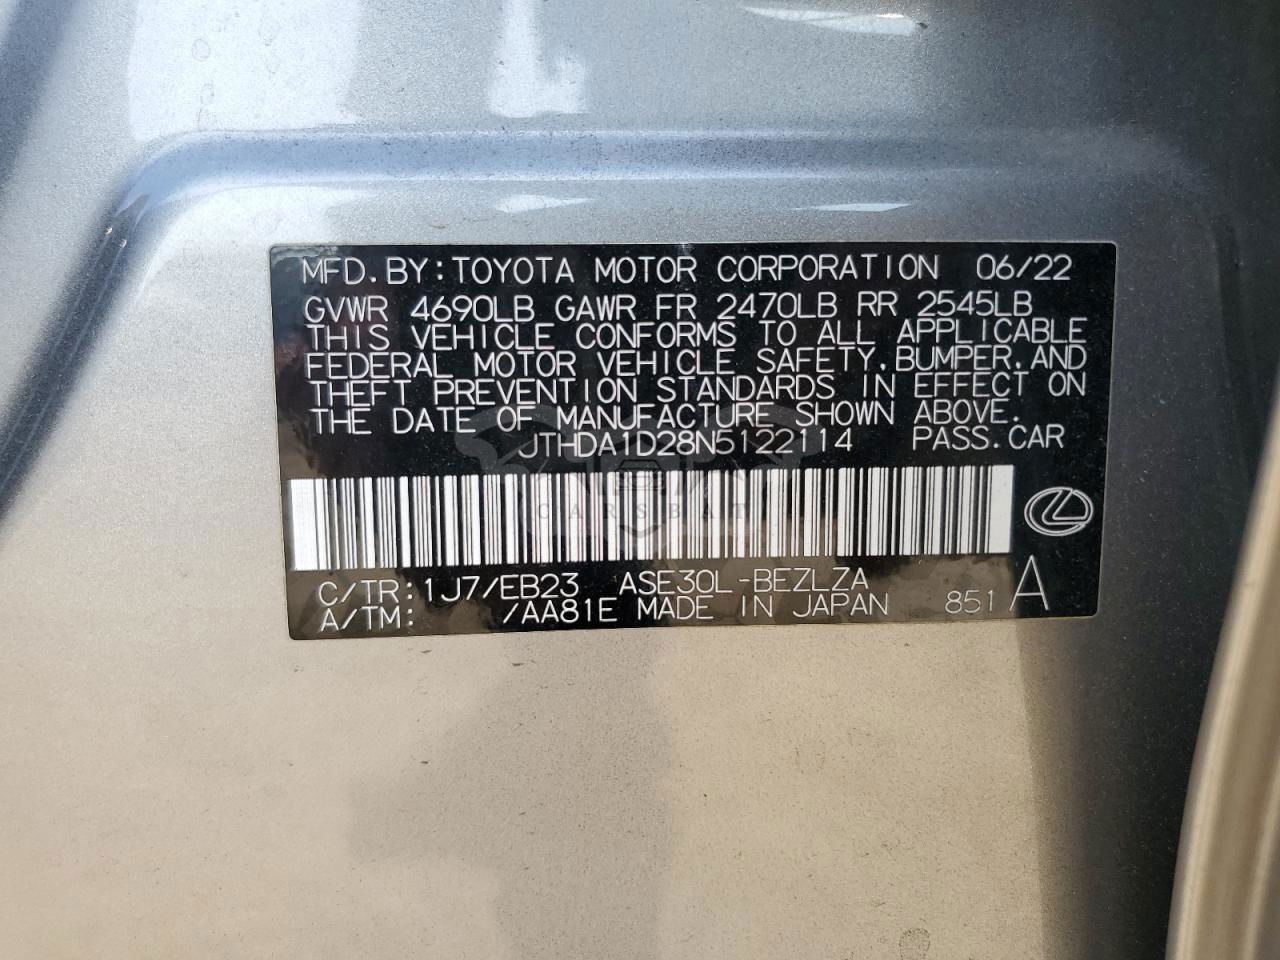 MFD. BY: TOYOTA MOTOR CORPORATION 06/22
GVWR 4690LB GAWR FR 2470LB RR 2545LB
THIS VEHICLE CONFORMS TO ALL APPLICABLE
FEDERAL MOTOR VEHICLE SAFETY, BUMPER, AND
THEFT PREVENTION STANDARDS IN EFFECT ON
THE DATE OF MANUFACTURE SHOWN ABOVE.
JTHDA1D28N5122114 PASS.CAR
CARSBAT
C/TR: 1J7/EB23 ASE30L-BEZLZA
A/TM: /AA81E MADE IN JAPAN 851 A